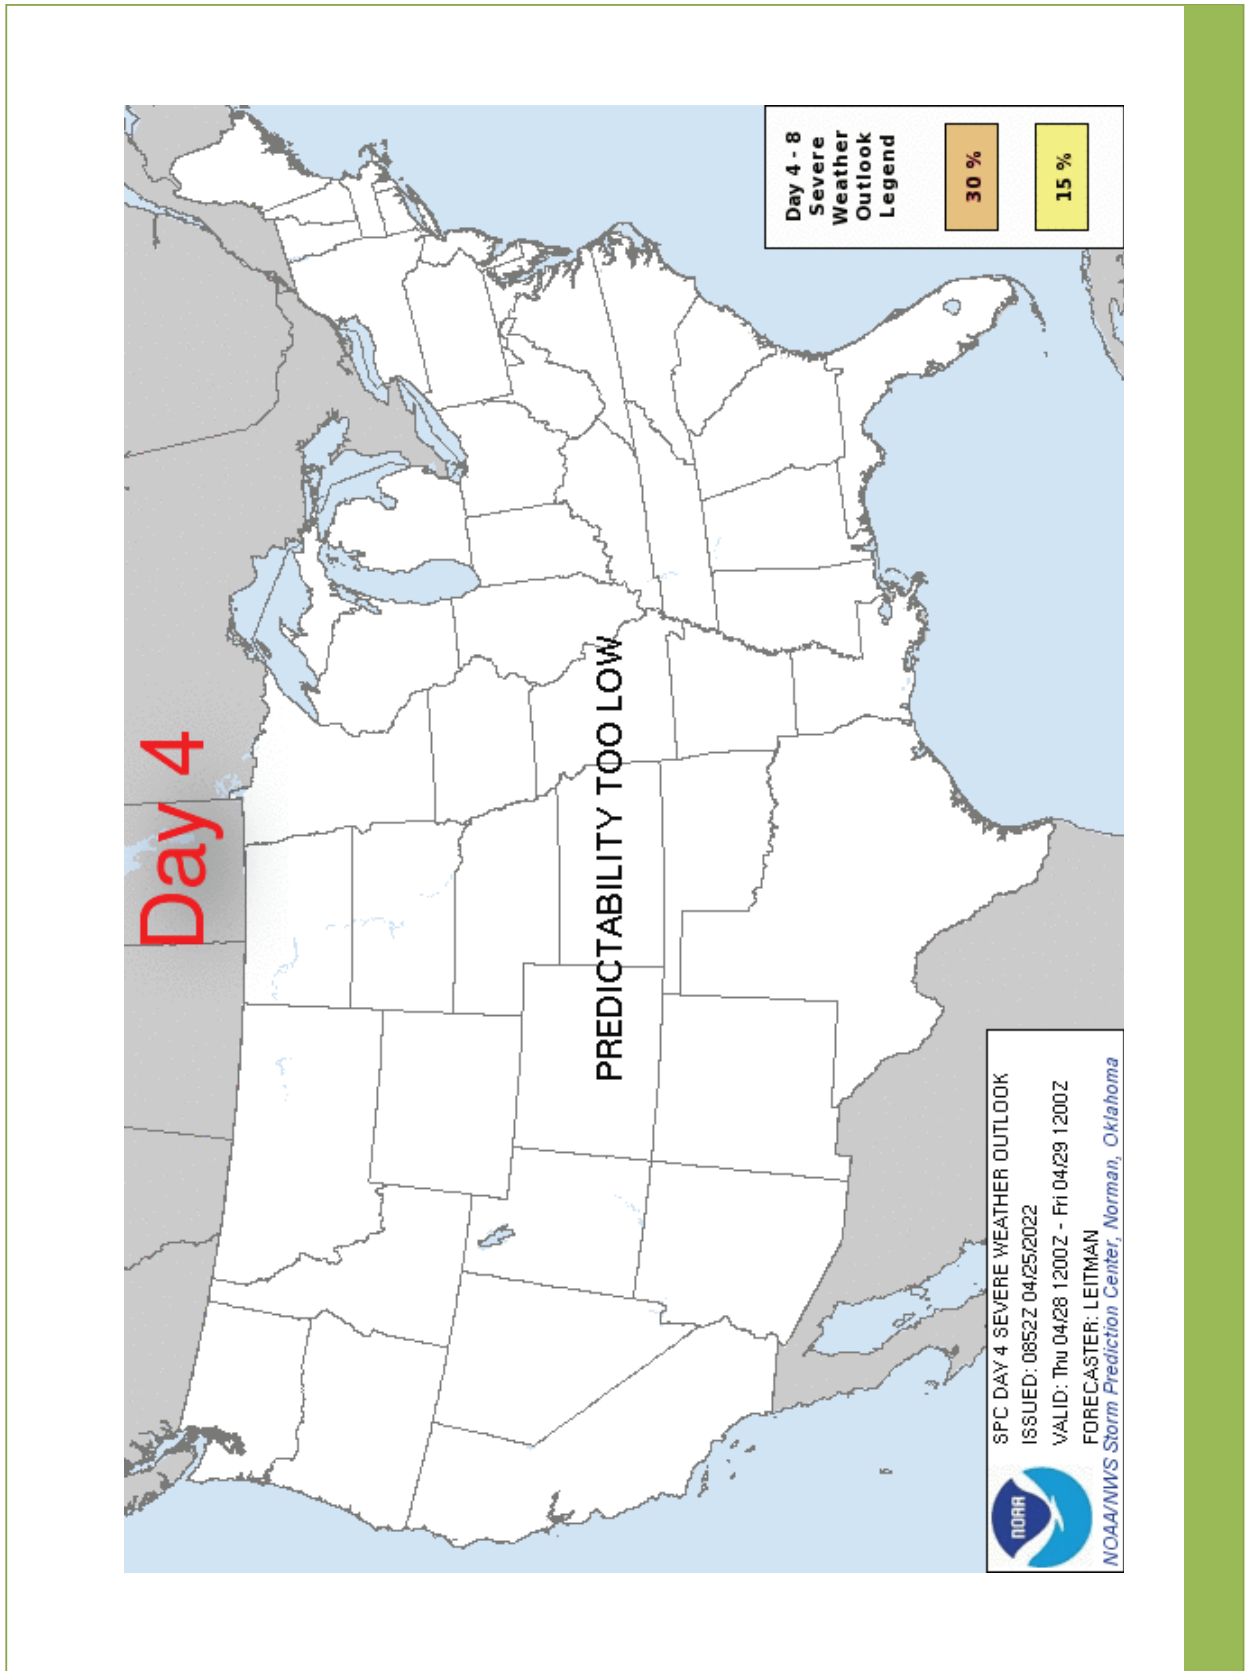 Day 4
PREDICTABILITY TOO LOW
Day 4 - 8
Severe
Weather
Outlook
Legend
30 %
15 %
NOAA
SPC DAY 4 SEVERE WEATHER OUTLOOK
ISSUED: 0852Z 04/25/2022
VALID: Thu 04/28 1200Z - Fri 04/29 1200Z
FORECASTER: LEITMAN
NOAA/NWS Storm Prediction Center, Norman, Oklahoma